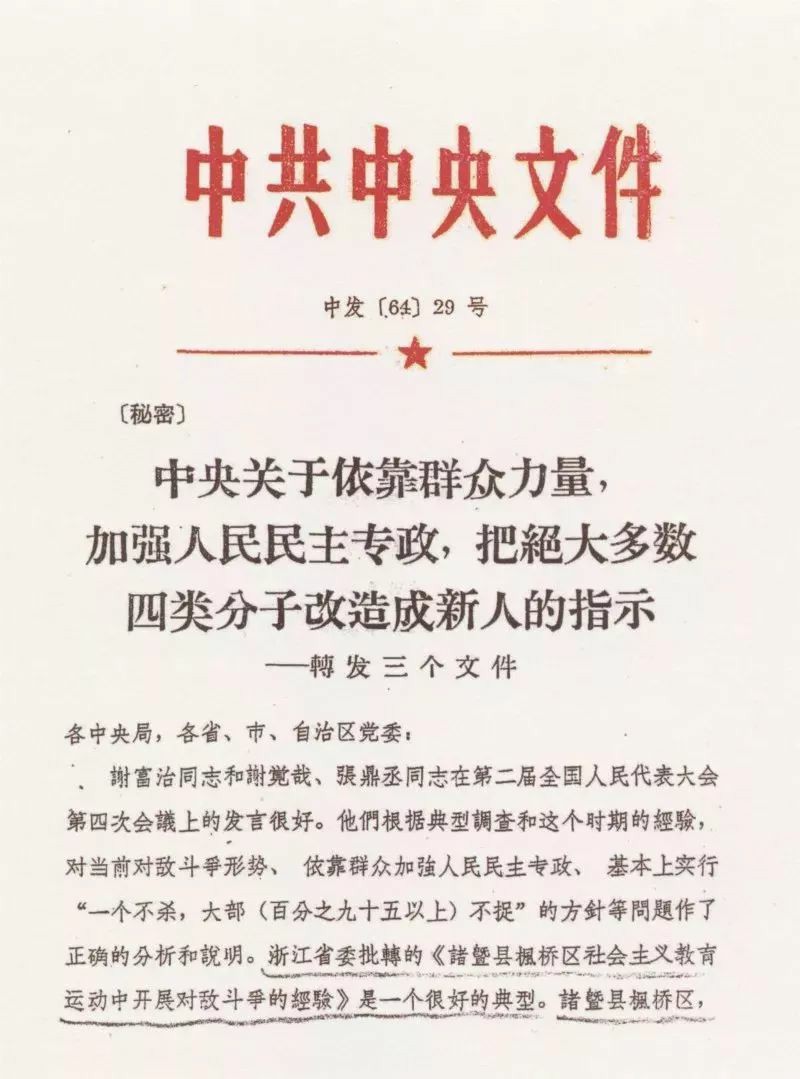 中共中央文件
中发〔64〕29 号
〔秘密〕
中央关于依靠群众力量，
加强人民民主专政，把絕大多数
四类分子改造成新人的指示
——轉发三个文件
各中央局，各省、市、自治区党委：
謝富治同志和謝覚哉、張鼎丞同志在第二届全国人民代表大会
第四次会議上的发言很好。他們根据典型調查和这个时期的經驗，
对当前对敌斗爭形势、依靠群众加強人民民主专政、基本上实行
“一个不杀，大部（百分之九十五以上）不捉”的方針等問題作了
正确的分析和說明。浙江省委批轉的《諸暨县楓桥区社会主义教育
运动中开展对敌斗爭的經驗》是一个很好的典型。諸暨县楓桥区，